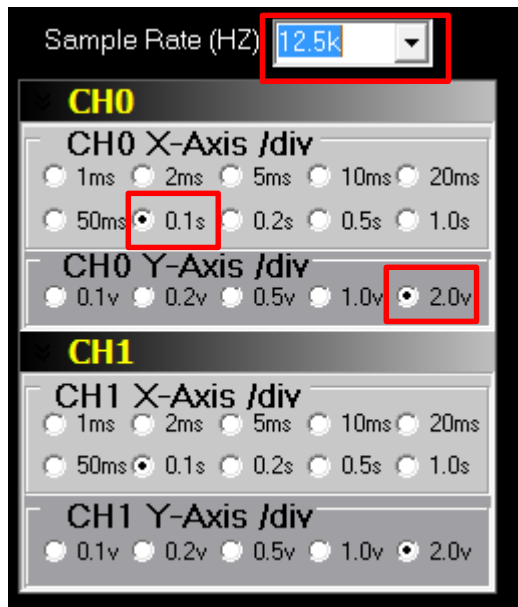 Sample Rate (HZ) 12.5k
CH0
CH0 X-Axis /div
1ms 2ms 5ms 10ms 20ms
50ms 0.1s 0.2s 0.5s 1.0s
CH0 Y-Axis /div
0.1v 0.2v 0.5v 1.0v 2.0v
CH1
CH1 X-Axis /div
1ms 2ms 5ms 10ms 20ms
50ms 0.1s 0.2s 0.5s 1.0s
CH1 Y-Axis /div
0.1v 0.2v 0.5v 1.0v 2.0v